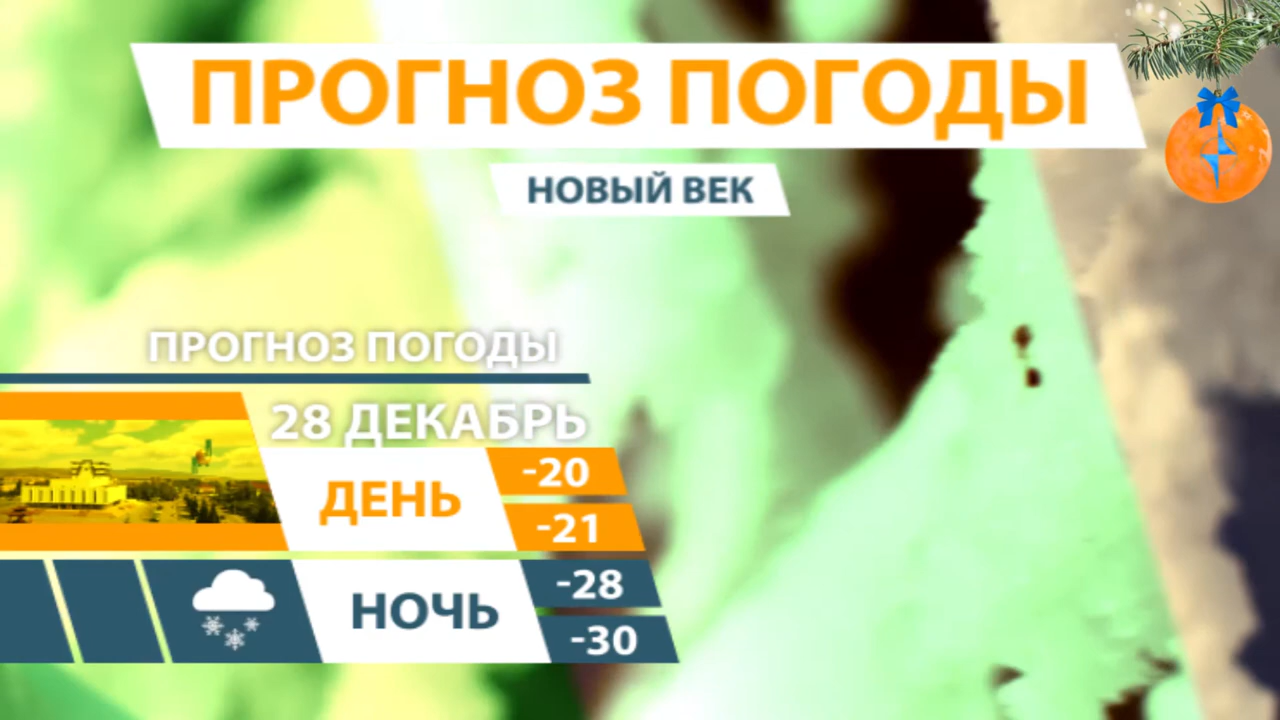 ПРОГНОЗ ПОГОДЫ
НОВЫЙ ВЕК
ПРОГНОЗ ПОГОДЫ
28 ДЕКАБРЬ
ДЕНЬ
-20
-21
НОЧЬ
-28
-30